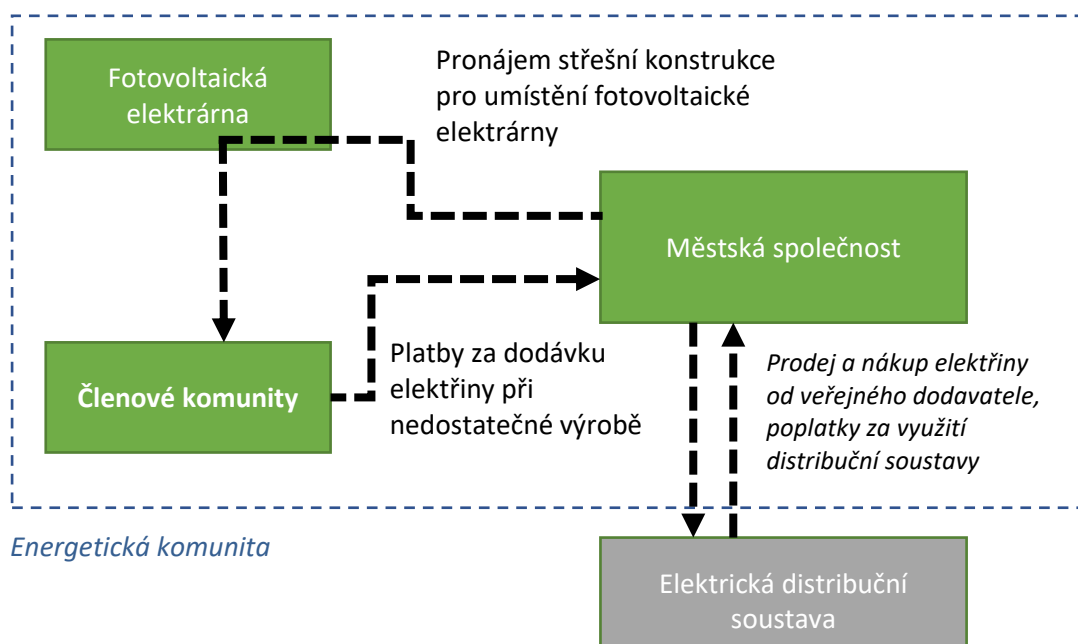 Fotovoltaická
elektrárna
Pronájem střešní konstrukce
pro umístění fotovoltaické
elektrárny
Městská společnost
Členové komunity
Platby za dodávku
elektřiny při
nedostatečné výrobě
Prodej a nákup elektřiny
od veřejného dodavatele,
poplatky za využití
distribuční soustavy
Energetická komunita
Elektrická distribuční
soustava